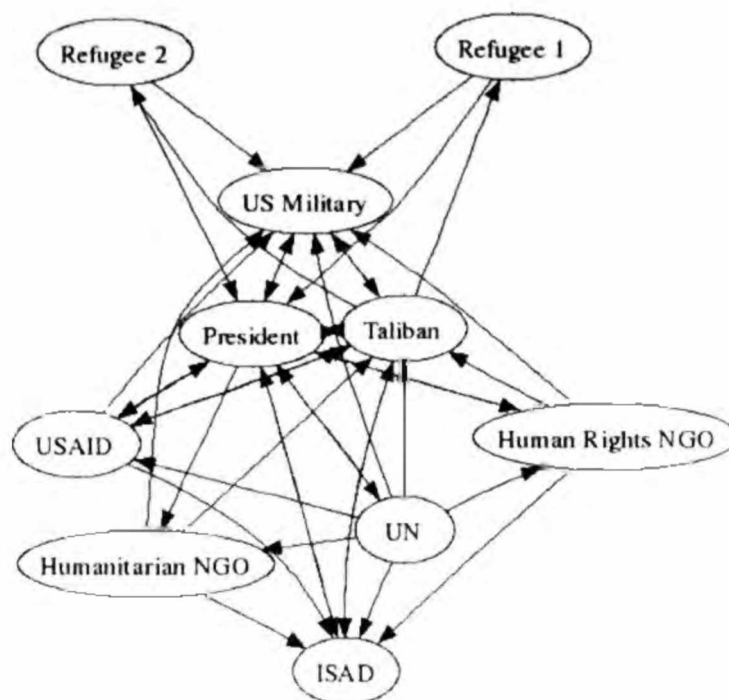 Refugee 2
Refugee 1
US Military
President
Taliban
USAID
Human Rights NGO
UN
Humanitarian NGO
ISAD